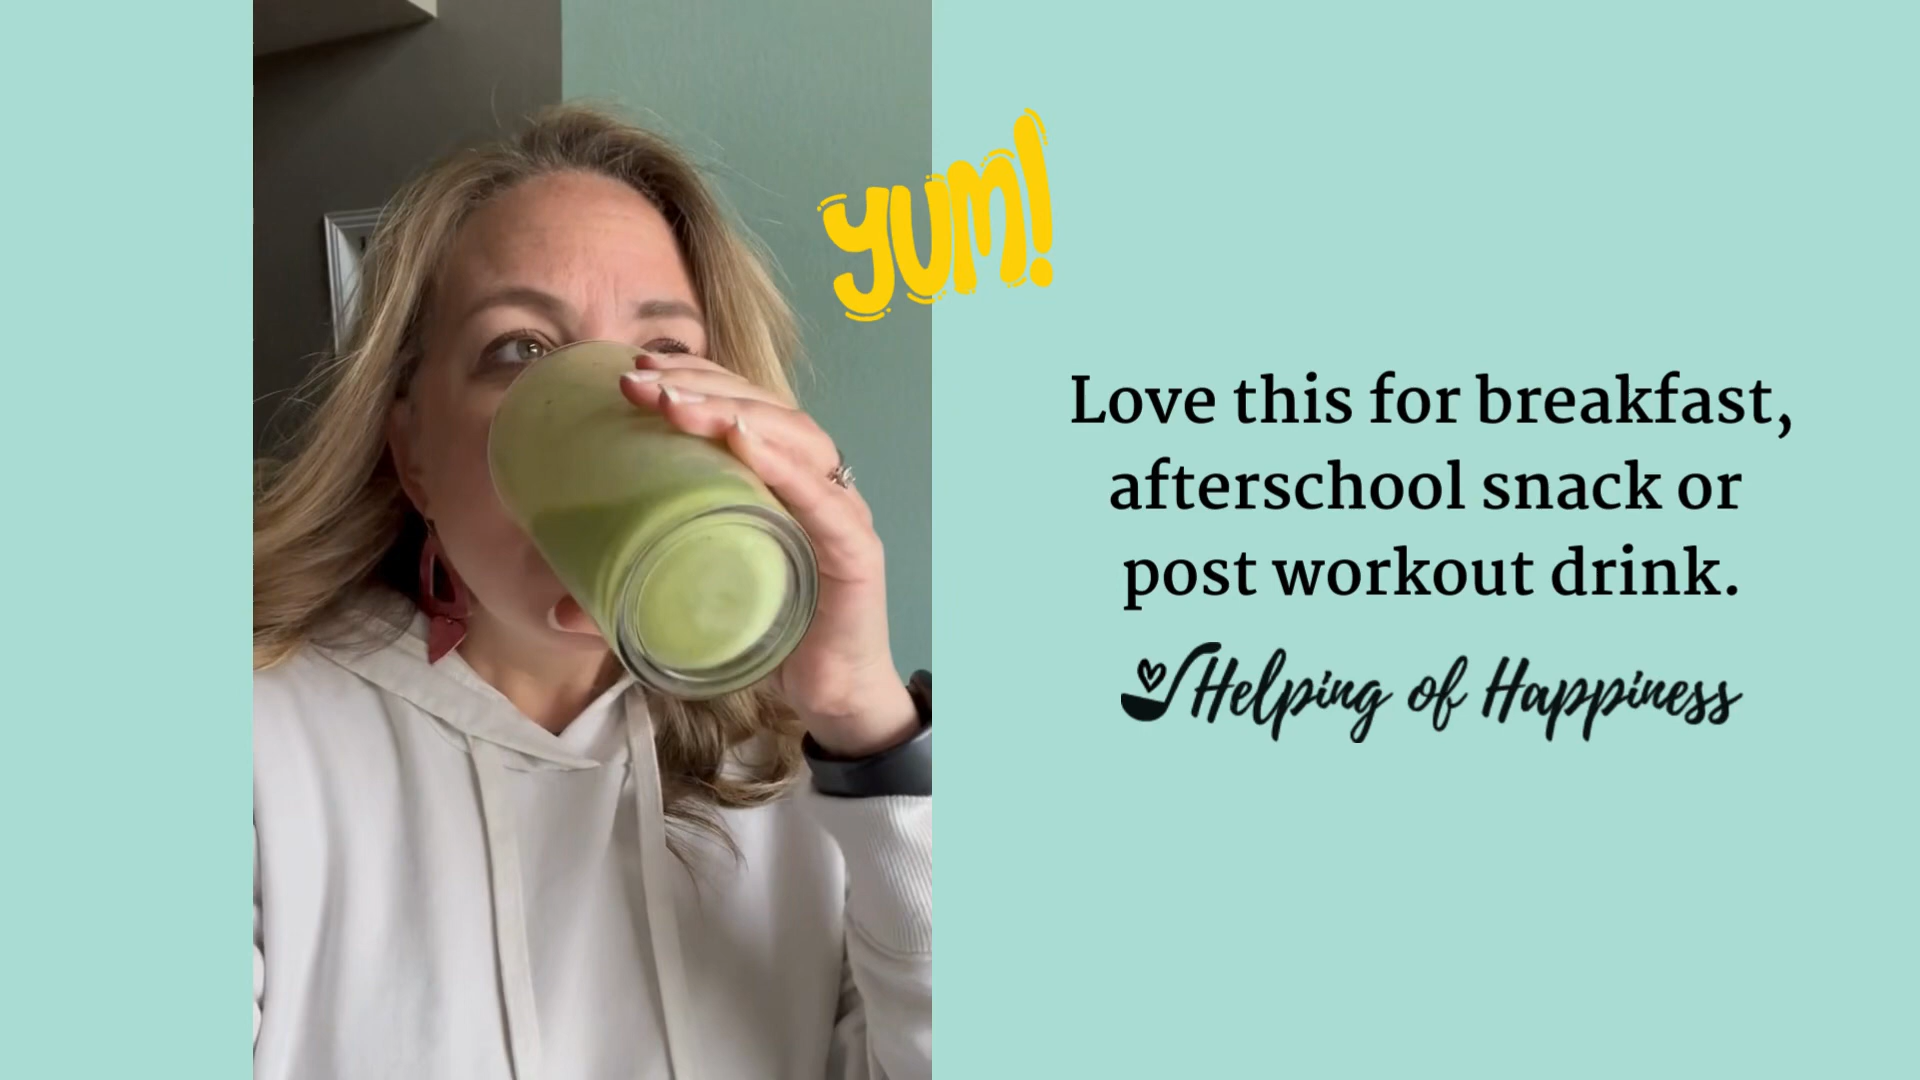 YUM!
Love this for breakfast,
afterschool snack or
post workout drink.
Helping of Happiness